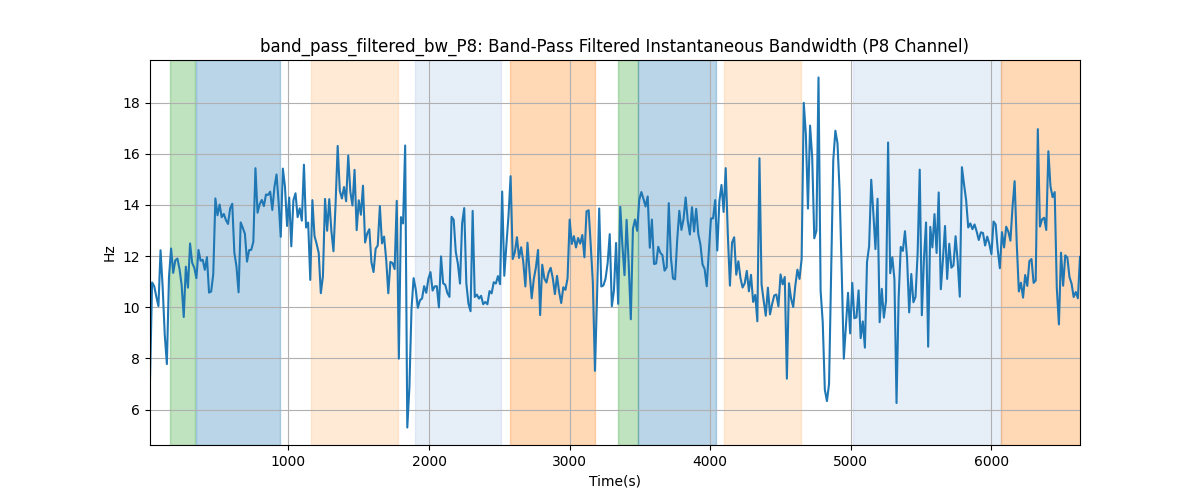 band_pass_filtered_bw_P8: Band-Pass Filtered Instantaneous Bandwidth (P8 Channel)
18
16
14
12
10
8
6
Hz
1000 2000 3000 4000 5000 6000
Time(s)